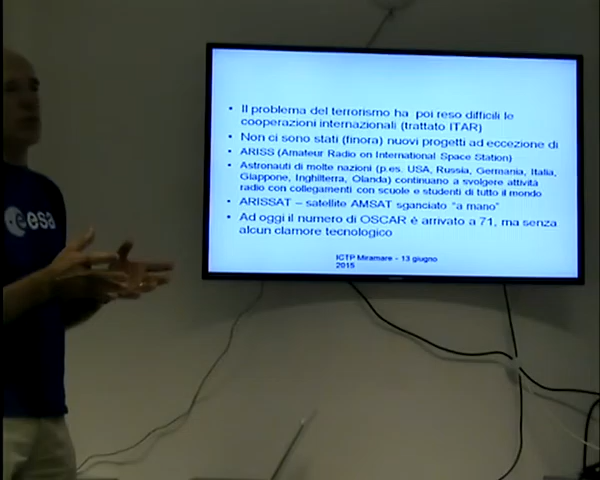 • Il problema del terrorismo ha poi reso difficili le
cooperazioni internazionali (trattato ITAR)
• Non ci sono stati (finora) nuovi progetti ad eccezione di
• ARISS (Amateur Radio on International Space Station)
• Astronauti di molte nazioni (p.es. USA, Russia, Germania, Italia,
Giappone, Inghilterra, Olanda) continuano a svolgere attività
radio con collegamenti con scuole e studenti di tutto il mondo
• ARISSAT – satellite AMSAT sganciato "a mano"
• Ad oggi il numero di OSCAR è arrivato a 71, ma senza
alcun clamore tecnologico
ICTP Miramare - 13 giugno
2015
esa